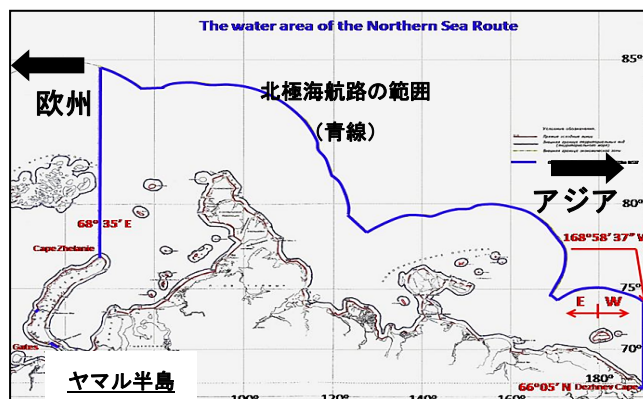 The water area of the Northern Sea Route
85°
欧州
北極海航路の範囲
(青線)
アジア
80°
68°35′E
168°58′37″W
Cape Zhelanie
75°
E W
Gates
70°
ヤマル半島
180°
66°05′N Dezhnev Cape
100°
120°
140°
160°